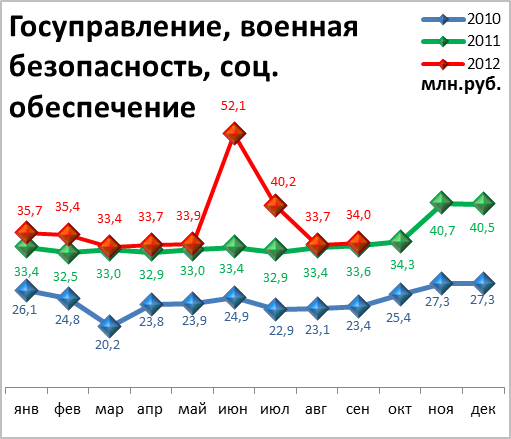 Госуправление, военная
безопасность, соц.
обеспечение
2010
2011
2012
млн.руб.
52,1
40,2
35,7 35,4 33,4 33,7 33,9 33,7 34,0
40,7 40,5
33,4 32,5 33,0 32,9 33,0 33,4 32,9 33,4 33,6 34,3
26,1 24,8 20,2 23,8 23,9 24,9 22,9 23,1 23,4 25,4 27,3 27,3
янв фев мар апр май июн июл авг сен окт ноя дек